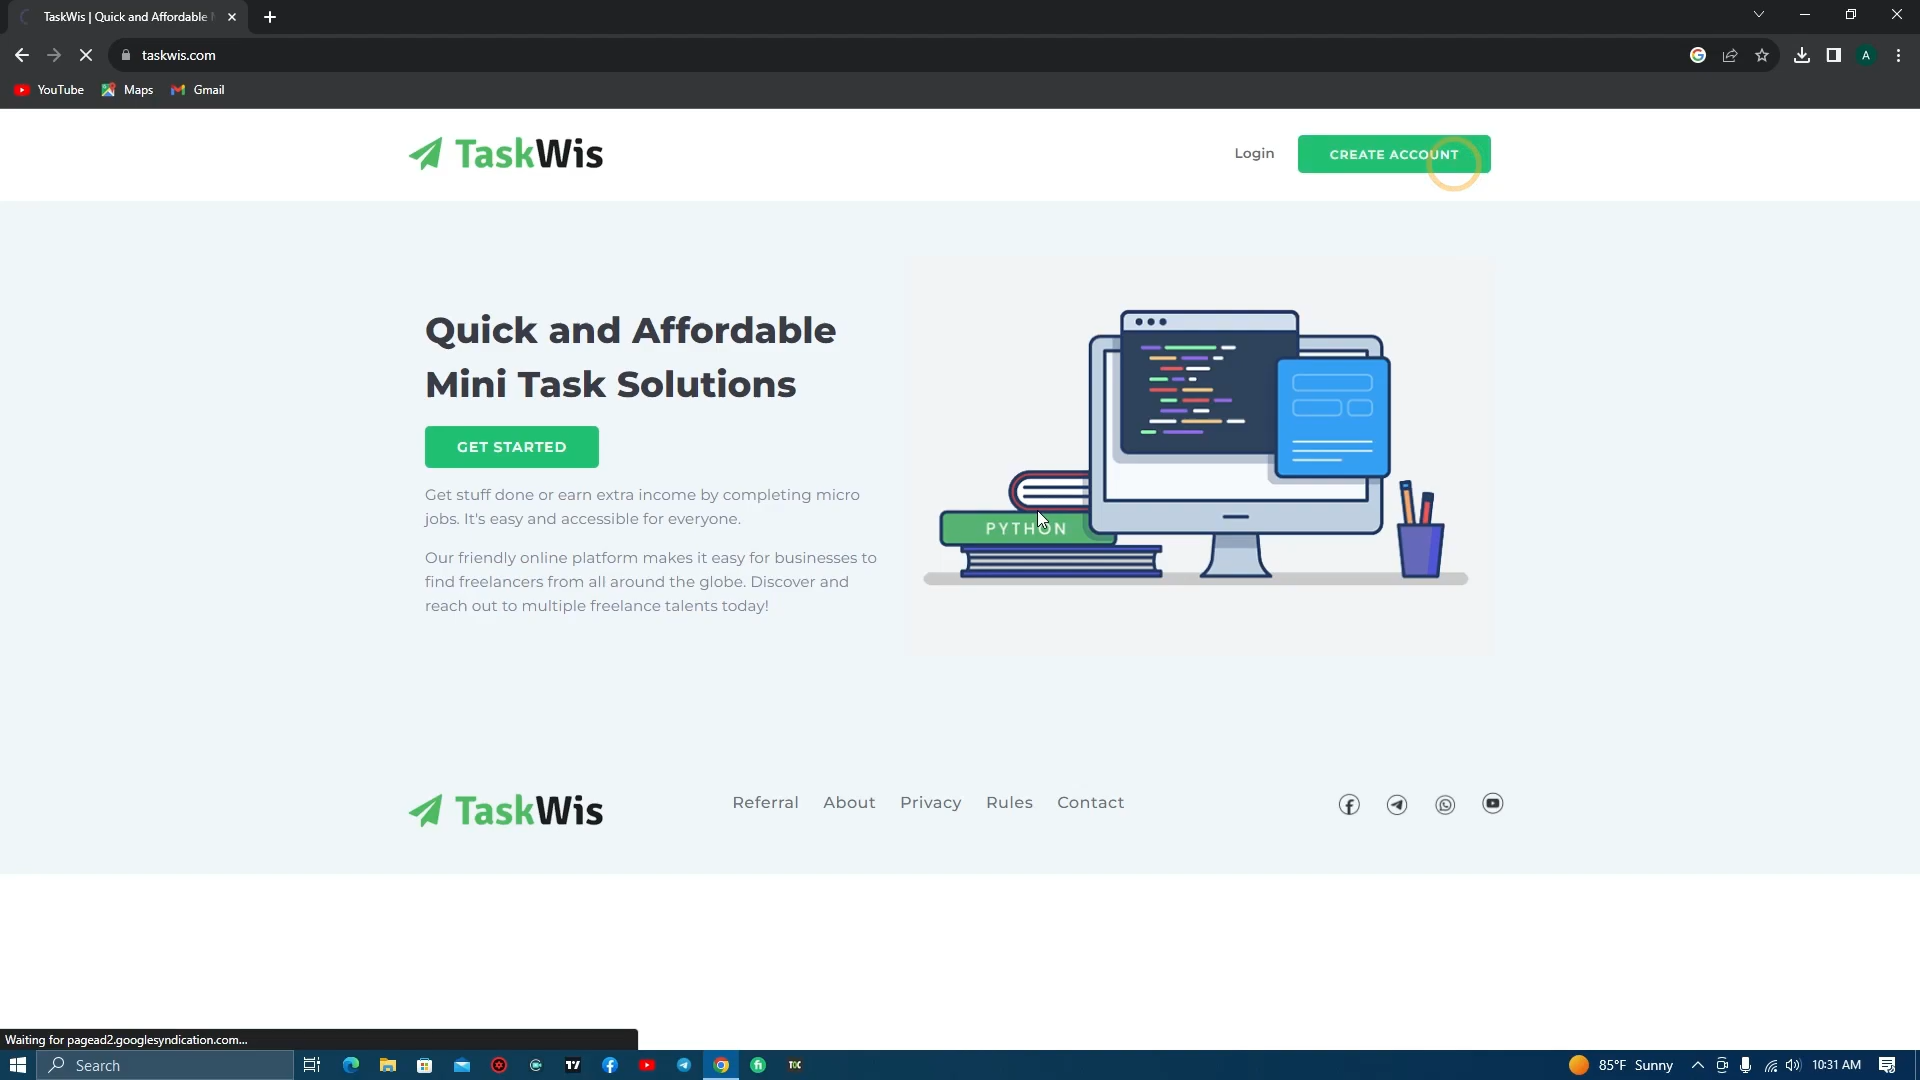 TaskWis | Quick and Affordable
taskwis.com
A
YouTube
Maps
Gmail
TaskWis
Login
CREATE ACCOUNT
Quick and Affordable
Mini Task Solutions
GET STARTED
Get stuff done or earn extra income by completing micro
jobs. It's easy and accessible for everyone.
Our friendly online platform makes it easy for businesses to
find freelancers from all around the globe. Discover and
reach out to multiple freelance talents today!
PYTHON
TaskWis
Referral
About
Privacy
Rules
Contact
Waiting for pagead2.googlesyndication.com...
Search
85°F Sunny
10:31 AM